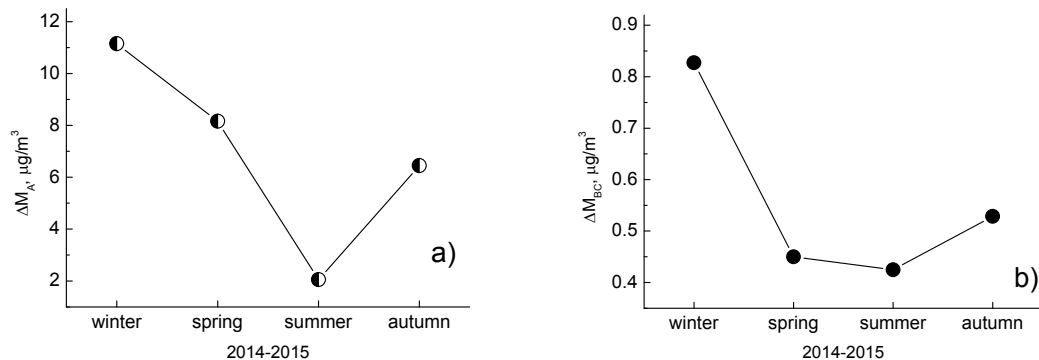 12
10
8
6
4
2
ΔM_A, μg/m³
a)
winter spring summer autumn
2014-2015
0.9
0.8
0.7
0.6
0.5
0.4
ΔM_BC, μg/m³
b)
winter spring summer autumn
2014-2015